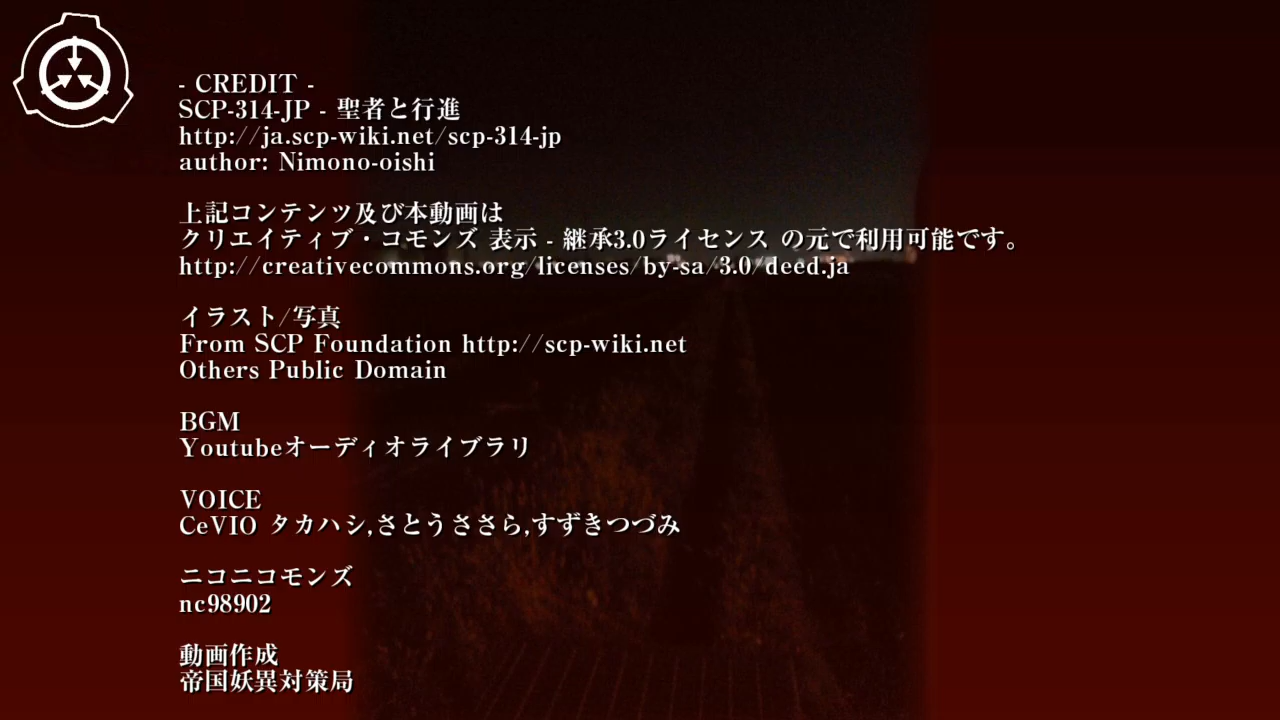 - CREDIT -
SCP-314-JP - 聖者と行進
http://ja.scp-wiki.net/scp-314-jp
author: Nimono-oishi
上記コンテンツ及び本動画は
クリエイティブ・コモンズ 表示 - 継承3.0ライセンス の元で利用可能です。
http://creativecommons.org/licenses/by-sa/3.0/deed.ja
イラスト/写真
From SCP Foundation http://scp-wiki.net
Others Public Domain
BGM
Youtubeオーディオライブラリ
VOICE
CeVIO タカハシ,さとうささら,すずきつづみ
ニコニコモンズ
nc98902
動画作成
帝国妖異対策局